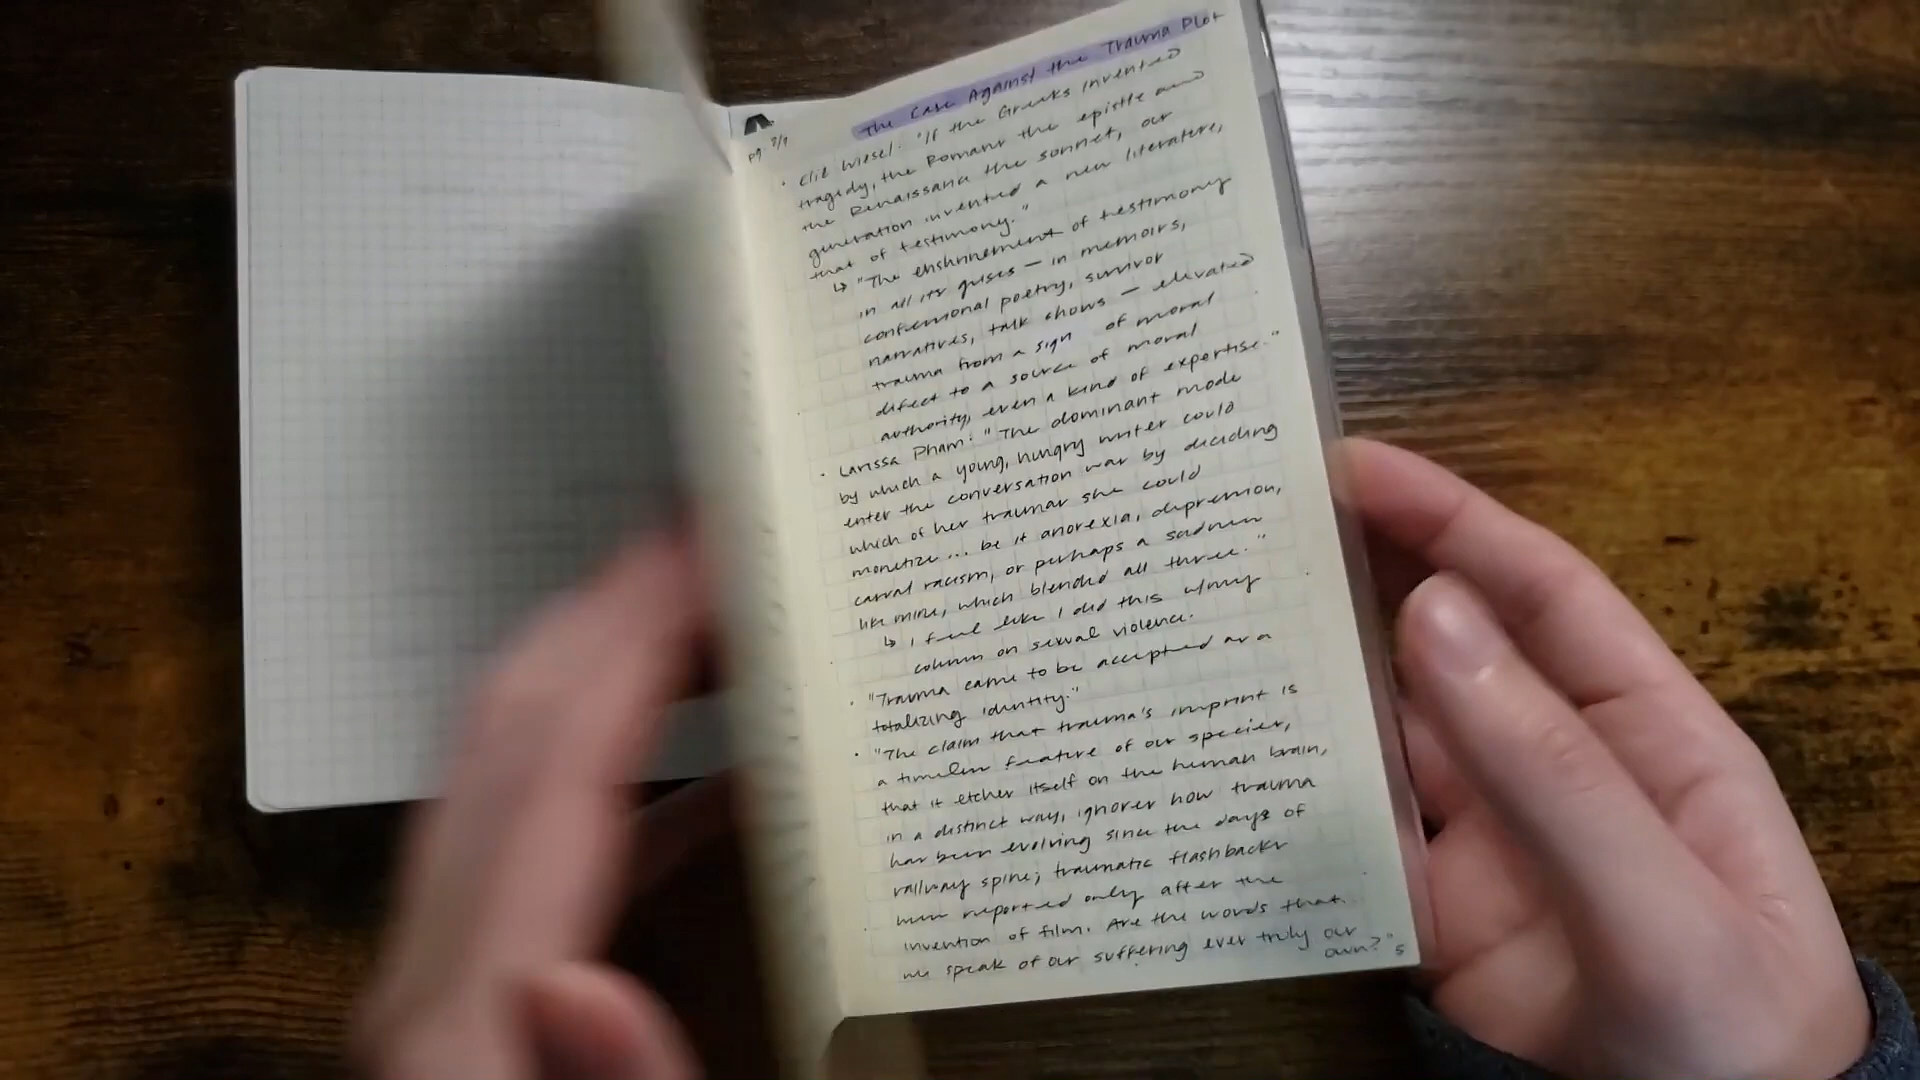 The Case Against the Trauma Plot
pg. 2/7
• Elie Wiesel: "If the Greeks invented
tragedy, the Romans the epistle and
the Renaissance the sonnet, our
generation invented a new literature,
that of testimony."
↳ "The enshrinement of testimony
in all its guises — in memoirs,
confessional poetry, survivor
narratives, talk shows — elevated
trauma from a sign of moral
defect to a source of moral
authority, even a kind of expertise."
• Larissa Pham: "The dominant mode
by which a young, hungry writer could
enter the conversation was by deciding
which of her traumas she could
monetize... be it anorexia, depression,
casual racism, or perhaps a sadness
like mine, which blended all three."
↳ I feel like I did this w/my
column on sexual violence.
• "Trauma came to be accepted as a
totalizing identity."
• "The claim that trauma's imprint is
a timeless feature of our species,
that it etches itself on the human brain,
in a distinct way, ignores how trauma
has been evolving since the days of
railway spine; traumatic flashbacks
were reported only after the
invention of film. Are the words that
we speak of our suffering ever truly our
own?"
5